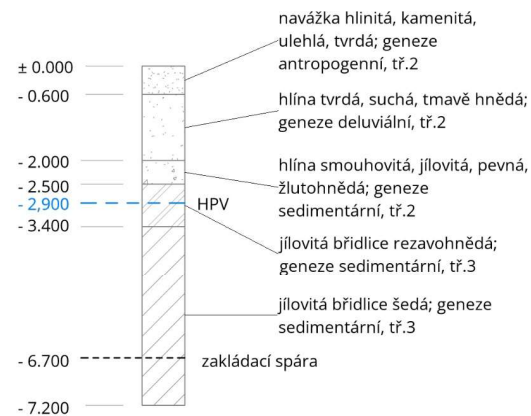 navážka hlinitá, kamenitá,
ulehlá, tvrdá; geneze
antropogenní, tř.2
± 0.000
- 0.600
hlína tvrdá, suchá, tmavě hnědá;
geneze deluviální, tř.2
- 2.000
- 2.500
- 2,900
- 3.400
HPV
hlína smouhovitá, jílovitá, pevná,
žlutohnědá; geneze
sedimentární, tř.2
jílovitá břidlice rezavohnědá;
geneze sedimentární, tř.3
jílovitá břidlice šedá; geneze
sedimentární, tř.3
- 6.700
zakládací spára
- 7.200